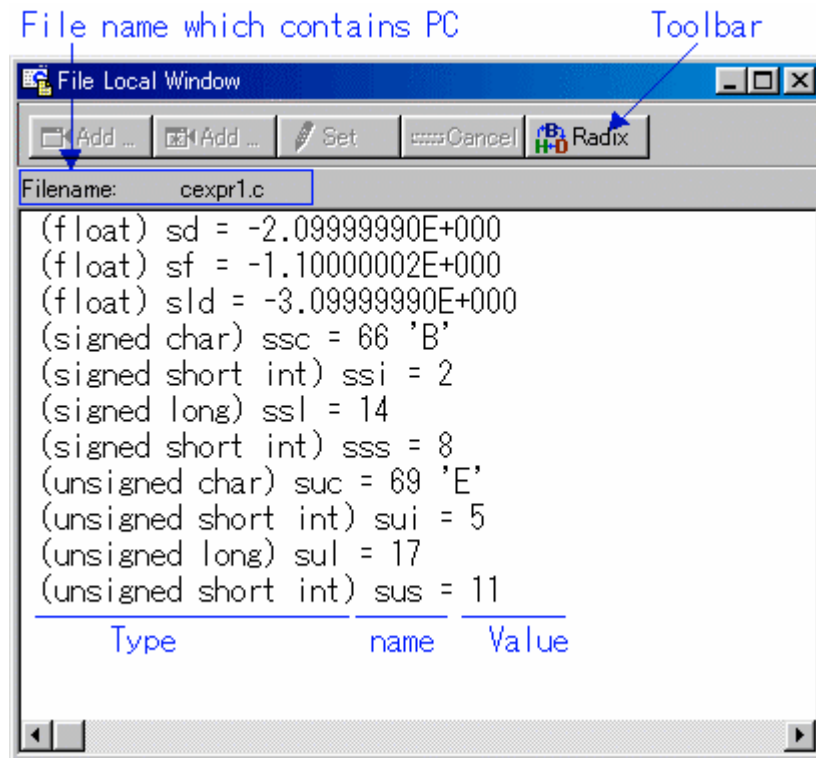 File name which contains PC Toolbar
File Local Window
Add ... Add ... Set Cancel Radix
Filename: cexpr1.c
(float) sd = -2.09999990E+000
(float) sf = -1.10000002E+000
(float) sld = -3.09999990E+000
(signed char) ssc = 66 'B'
(signed short int) ssi = 2
(signed long) ssl = 14
(signed short int) sss = 8
(unsigned char) suc = 69 'E'
(unsigned short int) sui = 5
(unsigned long) sul = 17
(unsigned short int) sus = 11
Type name Value